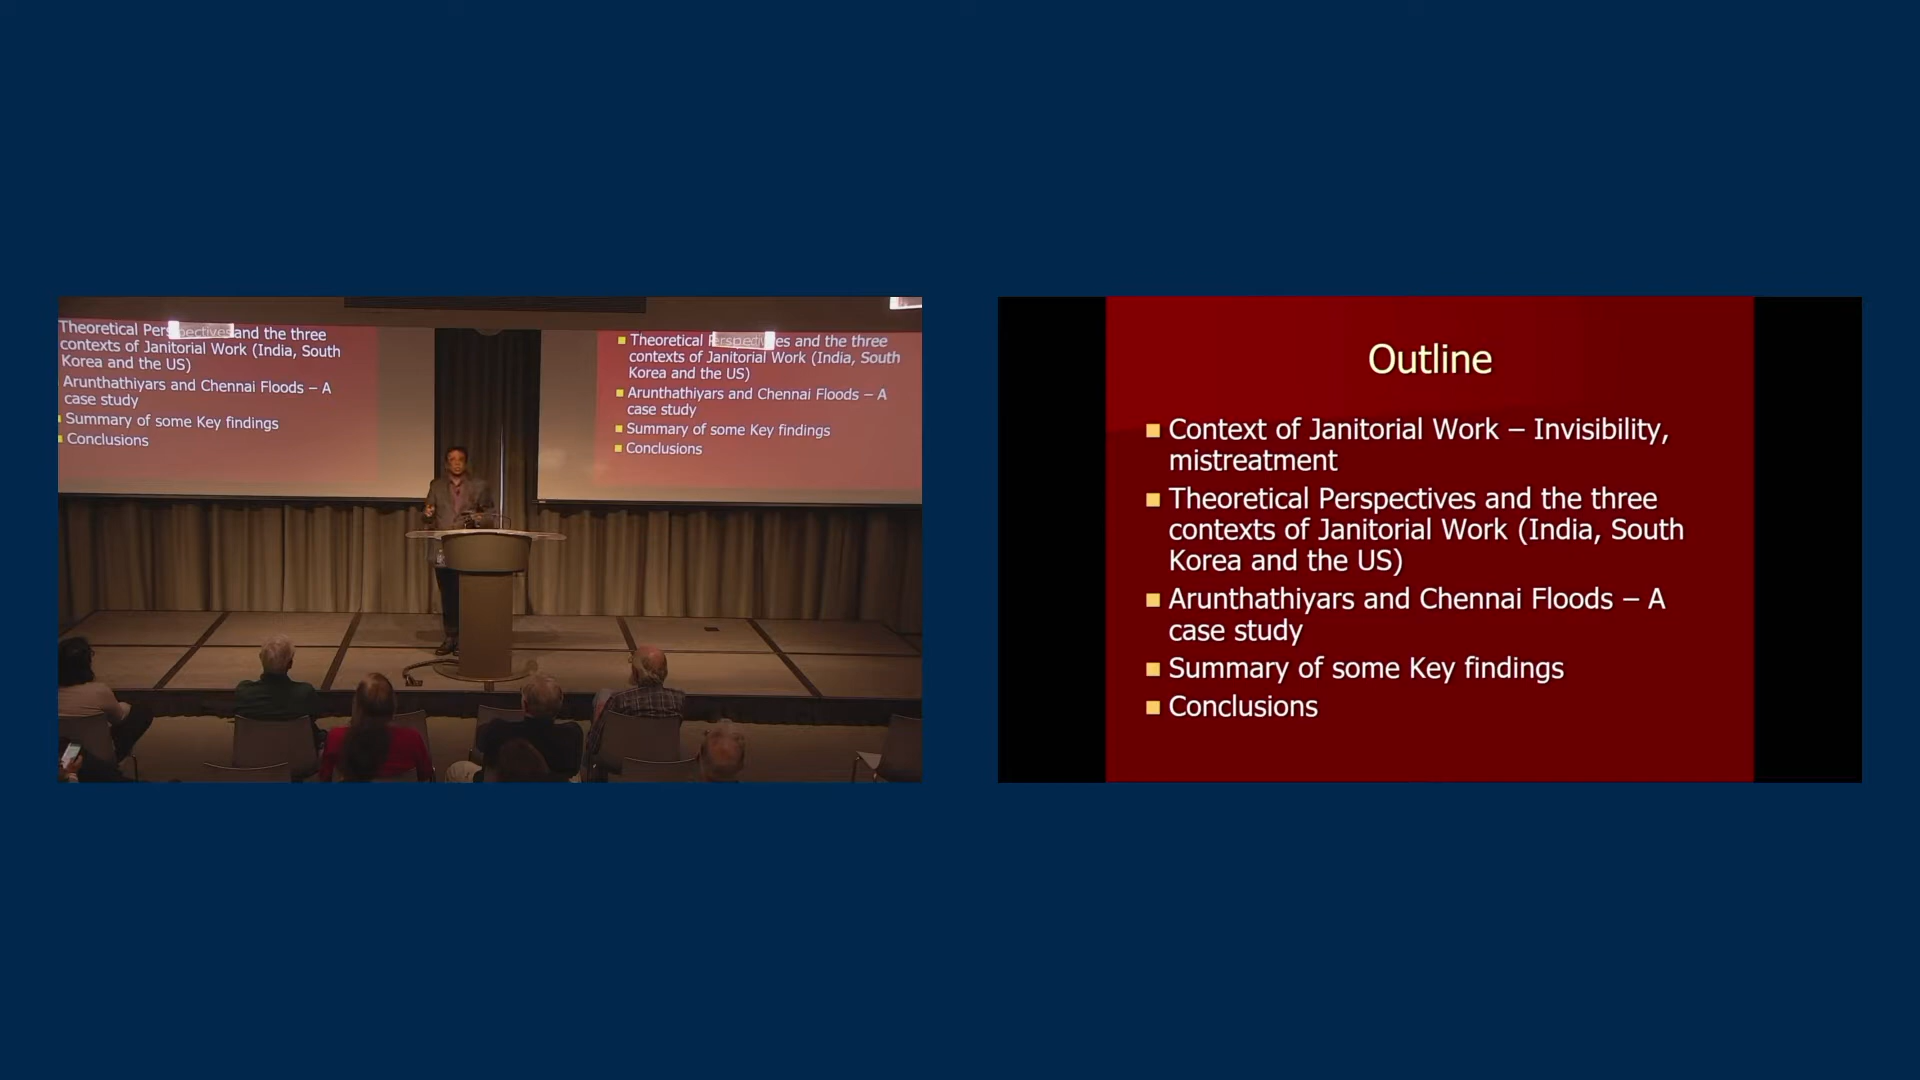 Theoretical Perspectives and the three
contexts of Janitorial Work (India, South
Korea and the US)
Arunthathiyars and Chennai Floods – A
case study
Summary of some Key findings
Conclusions
Theoretical Perspectives and the three
contexts of Janitorial Work (India, South
Korea and the US)
Arunthathiyars and Chennai Floods – A
case study
Summary of some Key findings
Conclusions
Outline
Context of Janitorial Work – Invisibility,
mistreatment
Theoretical Perspectives and the three
contexts of Janitorial Work (India, South
Korea and the US)
Arunthathiyars and Chennai Floods – A
case study
Summary of some Key findings
Conclusions